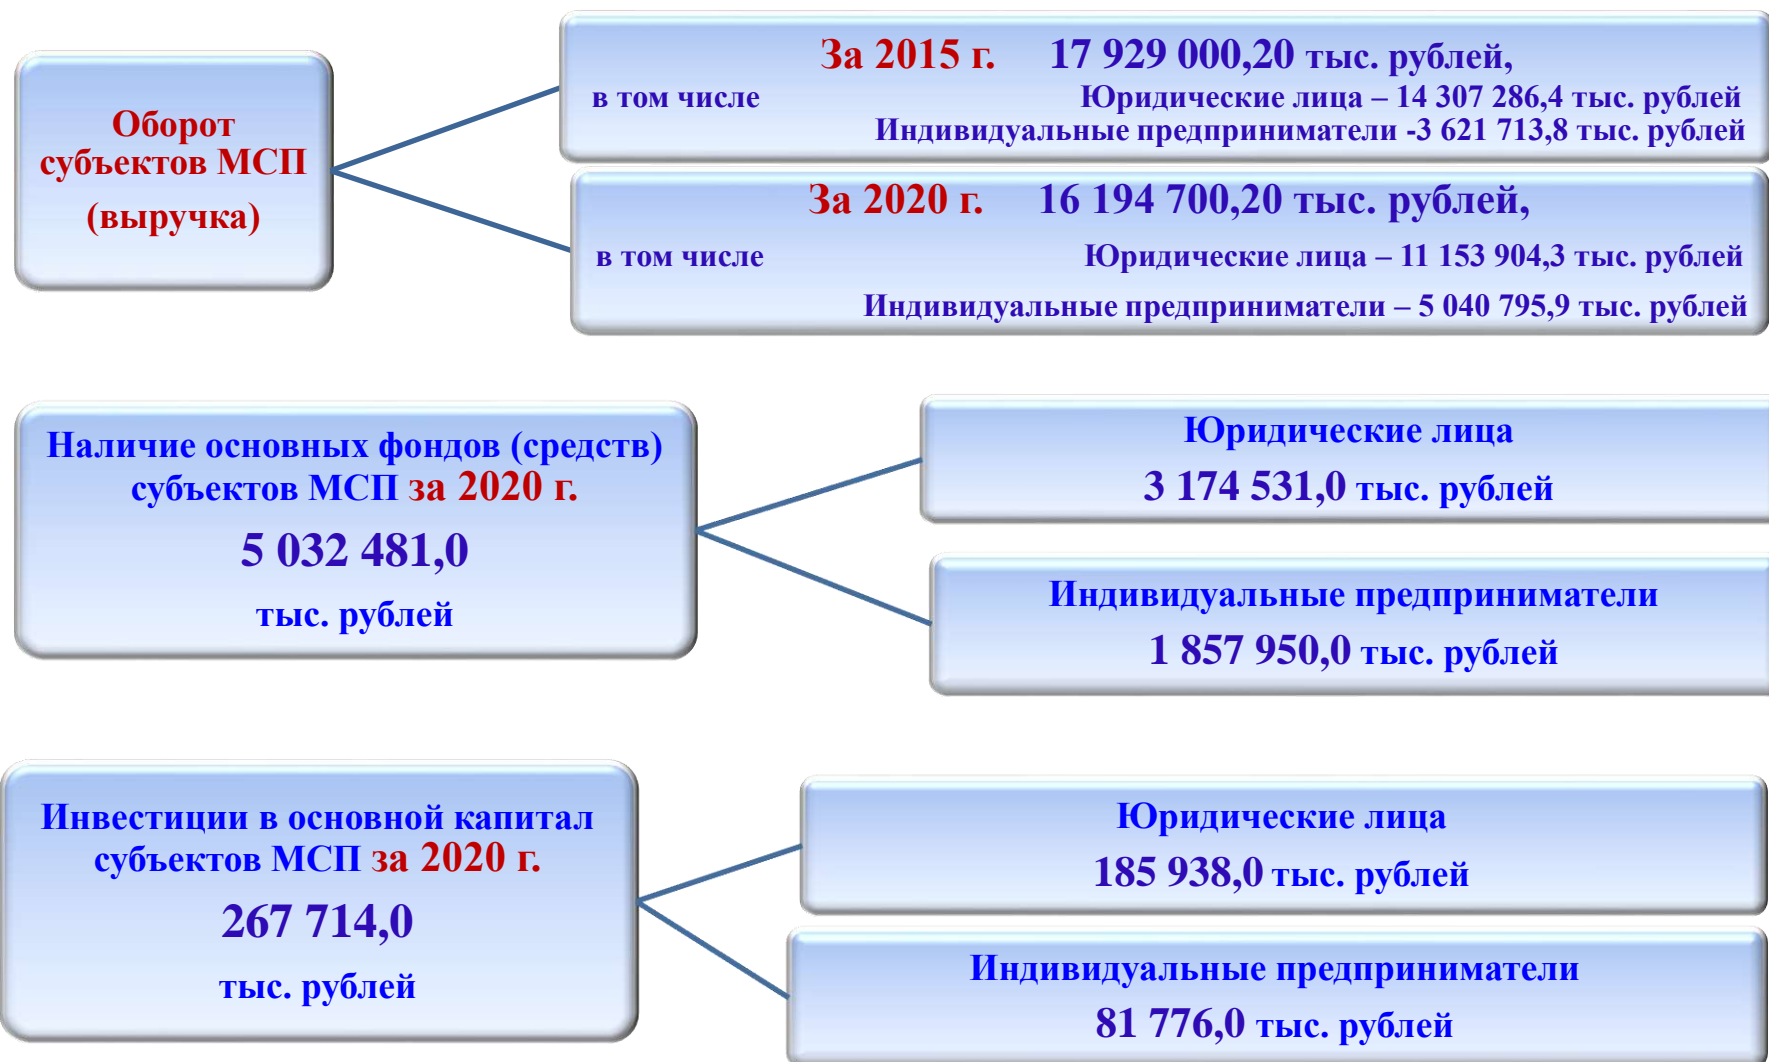 Оборот
субъектов МСП
(выручка)
За 2015 г. 17 929 000,20 тыс. рублей,
в том числе Юридические лица – 14 307 286,4 тыс. рублей
Индивидуальные предприниматели -3 621 713,8 тыс. рублей
За 2020 г. 16 194 700,20 тыс. рублей,
в том числе Юридические лица – 11 153 904,3 тыс. рублей
Индивидуальные предприниматели – 5 040 795,9 тыс. рублей
Наличие основных фондов (средств)
субъектов МСП за 2020 г.
5 032 481,0
тыс. рублей
Юридические лица
3 174 531,0 тыс. рублей
Индивидуальные предприниматели
1 857 950,0 тыс. рублей
Инвестиции в основной капитал
субъектов МСП за 2020 г.
267 714,0
тыс. рублей
Юридические лица
185 938,0 тыс. рублей
Индивидуальные предприниматели
81 776,0 тыс. рублей